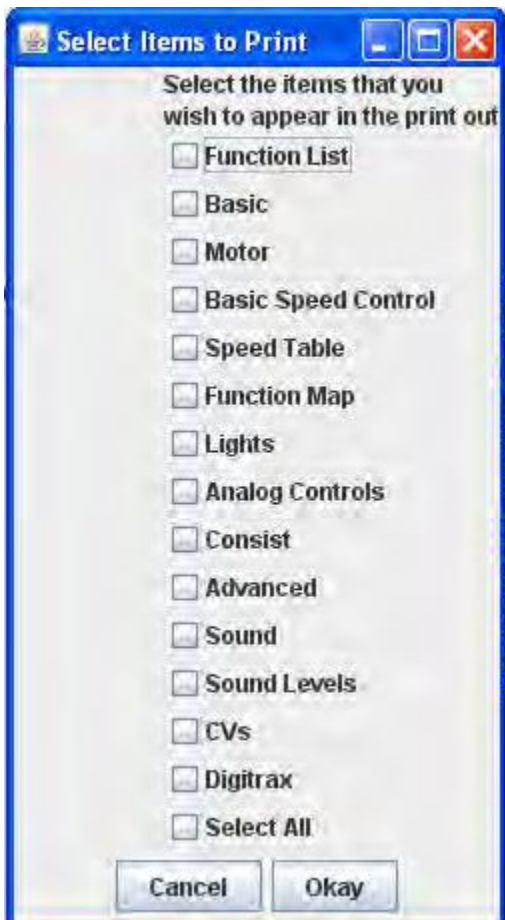 Select Items to Print
Select the items that you
wish to appear in the print out
Function List
Basic
Motor
Basic Speed Control
Speed Table
Function Map
Lights
Analog Controls
Consist
Advanced
Sound
Sound Levels
CVs
Digitrax
Select All
Cancel Okay